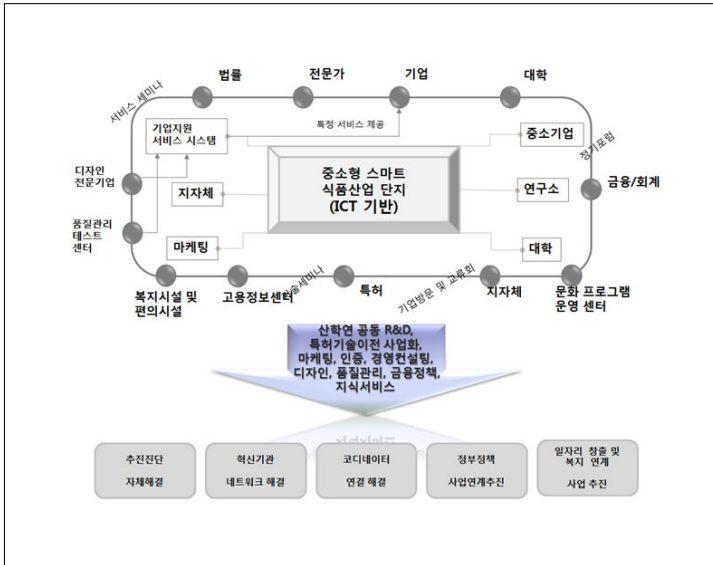 법률
전문가
기업
대학
서비스 세미나
기업지원
서비스 시스템
특정 서비스 제공
중소기업
정기포럼
디자인
전문기업
지자체
중소형 스마트
식품산업 단지
(ICT 기반)
연구소
금융/회계
품질관리
테스트
센터
마케팅
대학
복지시설 및
편의시설
고용정보센터
기술세미나
특허
기업방문 및 교류회
지자체
문화 프로그램
운영 센터
산학연 공동 R&D,
특허기술이전 사업화,
마케팅, 인증, 경영컨설팅,
디자인, 품질관리, 금융정책,
지식서비스
추진진단
자체해결
혁신기관
네트워크 해결
코디네이터
연결 해결
정부정책
사업연계추진
일자리 창출 및
복지 연계
사업 추진